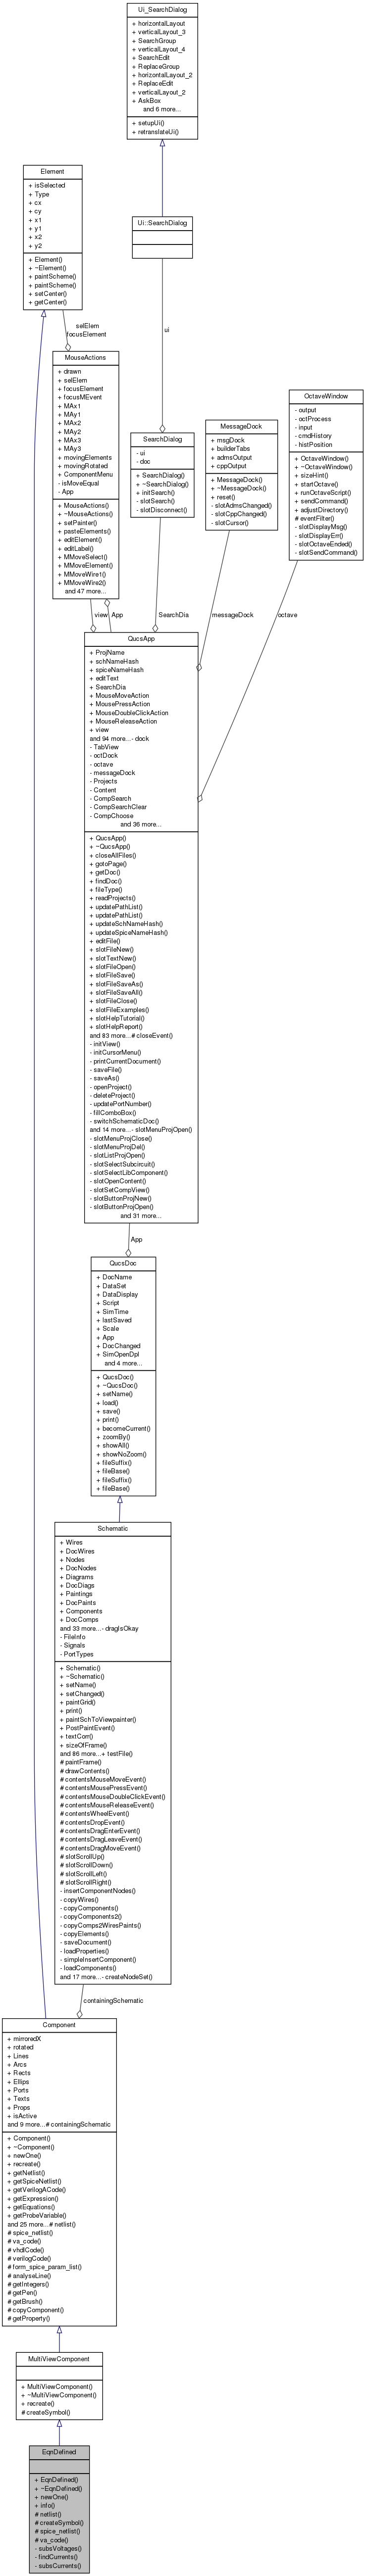 Ui_SearchDialog
+ horizontalLayout
+ verticalLayout_3
+ SearchGroup
+ verticalLayout_4
+ SearchEdit
+ ReplaceGroup
+ horizontalLayout_2
+ ReplaceEdit
+ verticalLayout_2
+ AskBox
and 6 more...
+ setupUi()
+ retranslateUi()
Element
+ isSelected
+ Type
+ cx
+ cy
+ x1
+ y1
+ x2
+ y2
+ Element()
+ ~Element()
+ paintScheme()
+ paintScheme()
+ setCenter()
+ getCenter()
Ui::SearchDialog
selElem
focusElement
ui
MouseActions
+ drawn
+ selElem
+ focusElement
+ focusMEvent
+ MAx1
+ MAy1
+ MAx2
+ MAy2
+ MAx3
+ MAy3
+ movingElements
+ movingRotated
+ ComponentMenu
- isMoveEqual
- App
+ MouseActions()
+ ~MouseActions()
+ setPainter()
+ pasteElements()
+ editElement()
+ editLabel()
+ MMoveSelect()
+ MMoveElement()
+ MMoveWire1()
+ MMoveWire2()
and 47 more...
SearchDialog
- ui
- doc
+ SearchDialog()
+ ~SearchDialog()
+ initSearch()
- slotSearch()
- slotDisconnect()
MessageDock
+ msgDock
+ builderTabs
+ admsOutput
+ cppOutput
+ MessageDock()
+ ~MessageDock()
+ reset()
- slotAdmsChanged()
- slotCppChanged()
- slotCursor()
OctaveWindow
- output
- octProcess
- input
- cmdHistory
- histPosition
+ OctaveWindow()
+ ~OctaveWindow()
+ sizeHint()
+ startOctave()
+ runOctaveScript()
+ sendCommand()
+ adjustDirectory()
# eventFilter()
- slotDisplayMsg()
- slotDisplayErr()
- slotOctaveEnded()
- slotSendCommand()
view
App
SearchDia
messageDock
octave
QucsApp
+ ProjName
+ schNameHash
+ spiceNameHash
+ editText
+ SearchDia
+ MouseMoveAction
+ MousePressAction
+ MouseDoubleClickAction
+ MouseReleaseAction
+ view
and 94 more...- dock
- TabView
- octDock
- octave
- messageDock
- Projects
- Content
- CompSearch
- CompSearchClear
- CompChoose
and 36 more...
+ QucsApp()
+ ~QucsApp()
+ closeAllFiles()
+ gotoPage()
+ getDoc()
+ findDoc()
+ fileType()
+ readProjects()
+ updatePathList()
+ updatePathList()
+ updateSchNameHash()
+ updateSpiceNameHash()
+ editFile()
+ slotFileNew()
+ slotTextNew()
+ slotFileOpen()
+ slotFileSave()
+ slotFileSaveAs()
+ slotFileSaveAll()
+ slotFileClose()
+ slotFileExamples()
+ slotHelpTutorial()
+ slotHelpReport()
and 83 more...# closeEvent()
- initView()
- initCursorMenu()
- printCurrentDocument()
- saveFile()
- saveAs()
- openProject()
- deleteProject()
- updatePortNumber()
- fillComboBox()
- switchSchematicDoc()
and 14 more...- slotMenuProjOpen()
- slotMenuProjClose()
- slotMenuProjDel()
- slotListProjOpen()
- slotSelectSubcircuit()
- slotSelectLibComponent()
- slotOpenContent()
- slotSetCompView()
- slotButtonProjNew()
- slotButtonProjOpen()
and 31 more...
App
QucsDoc
+ DocName
+ DataSet
+ DataDisplay
+ Script
+ SimTime
+ lastSaved
+ Scale
+ App
+ DocChanged
+ SimOpenDpl
and 4 more...
+ QucsDoc()
+ ~QucsDoc()
+ setName()
+ load()
+ save()
+ print()
+ becomeCurrent()
+ zoomBy()
+ showAll()
+ showNoZoom()
+ fileSuffix()
+ fileBase()
+ fileSuffix()
+ fileBase()
Schematic
+ Wires
+ DocWires
+ Nodes
+ DocNodes
+ Diagrams
+ DocDiags
+ Paintings
+ DocPaints
+ Components
+ DocComps
and 33 more...- dragIsOkay
- FileInfo
- Signals
- PortTypes
+ Schematic()
+ ~Schematic()
+ setName()
+ setChanged()
+ paintGrid()
+ print()
+ paintSchToViewpainter()
+ PostPaintEvent()
+ textCorr()
+ sizeOfFrame()
and 86 more...+ testFile()
# paintFrame()
# drawContents()
# contentsMouseMoveEvent()
# contentsMousePressEvent()
# contentsMouseDoubleClickEvent()
# contentsMouseReleaseEvent()
# contentsWheelEvent()
# contentsDropEvent()
# contentsDragEnterEvent()
# contentsDragLeaveEvent()
# contentsDragMoveEvent()
# slotScrollUp()
# slotScrollDown()
# slotScrollLeft()
# slotScrollRight()
- insertComponentNodes()
- copyWires()
- copyComponents()
- copyComponents2()
- copyComps2WiresPaints()
- copyElements()
- saveDocument()
- loadProperties()
- simpleInsertComponent()
- loadComponents()
and 17 more...- createNodeSet()
containingSchematic
Component
+ mirroredX
+ rotated
+ Lines
+ Arcs
+ Rects
+ Ellips
+ Ports
+ Texts
+ Props
+ isActive
and 9 more...# containingSchematic
+ Component()
+ ~Component()
+ newOne()
+ recreate()
+ getNetlist()
+ getSpiceNetlist()
+ getVerilogACode()
+ getExpression()
+ getEquations()
+ getProbeVariable()
and 25 more...# netlist()
# spice_netlist()
# va_code()
# vhdlCode()
# verilogCode()
# form_spice_param_list()
# analyseLine()
# getIntegers()
# getPen()
# getBrush()
# copyComponent()
# getProperty()
MultiViewComponent
+ MultiViewComponent()
+ ~MultiViewComponent()
+ recreate()
# createSymbol()
EqnDefined
+ EqnDefined()
+ ~EqnDefined()
+ newOne()
+ info()
# netlist()
# createSymbol()
# spice_netlist()
# va_code()
- subsVoltages()
- findCurrents()
- subsCurrents()